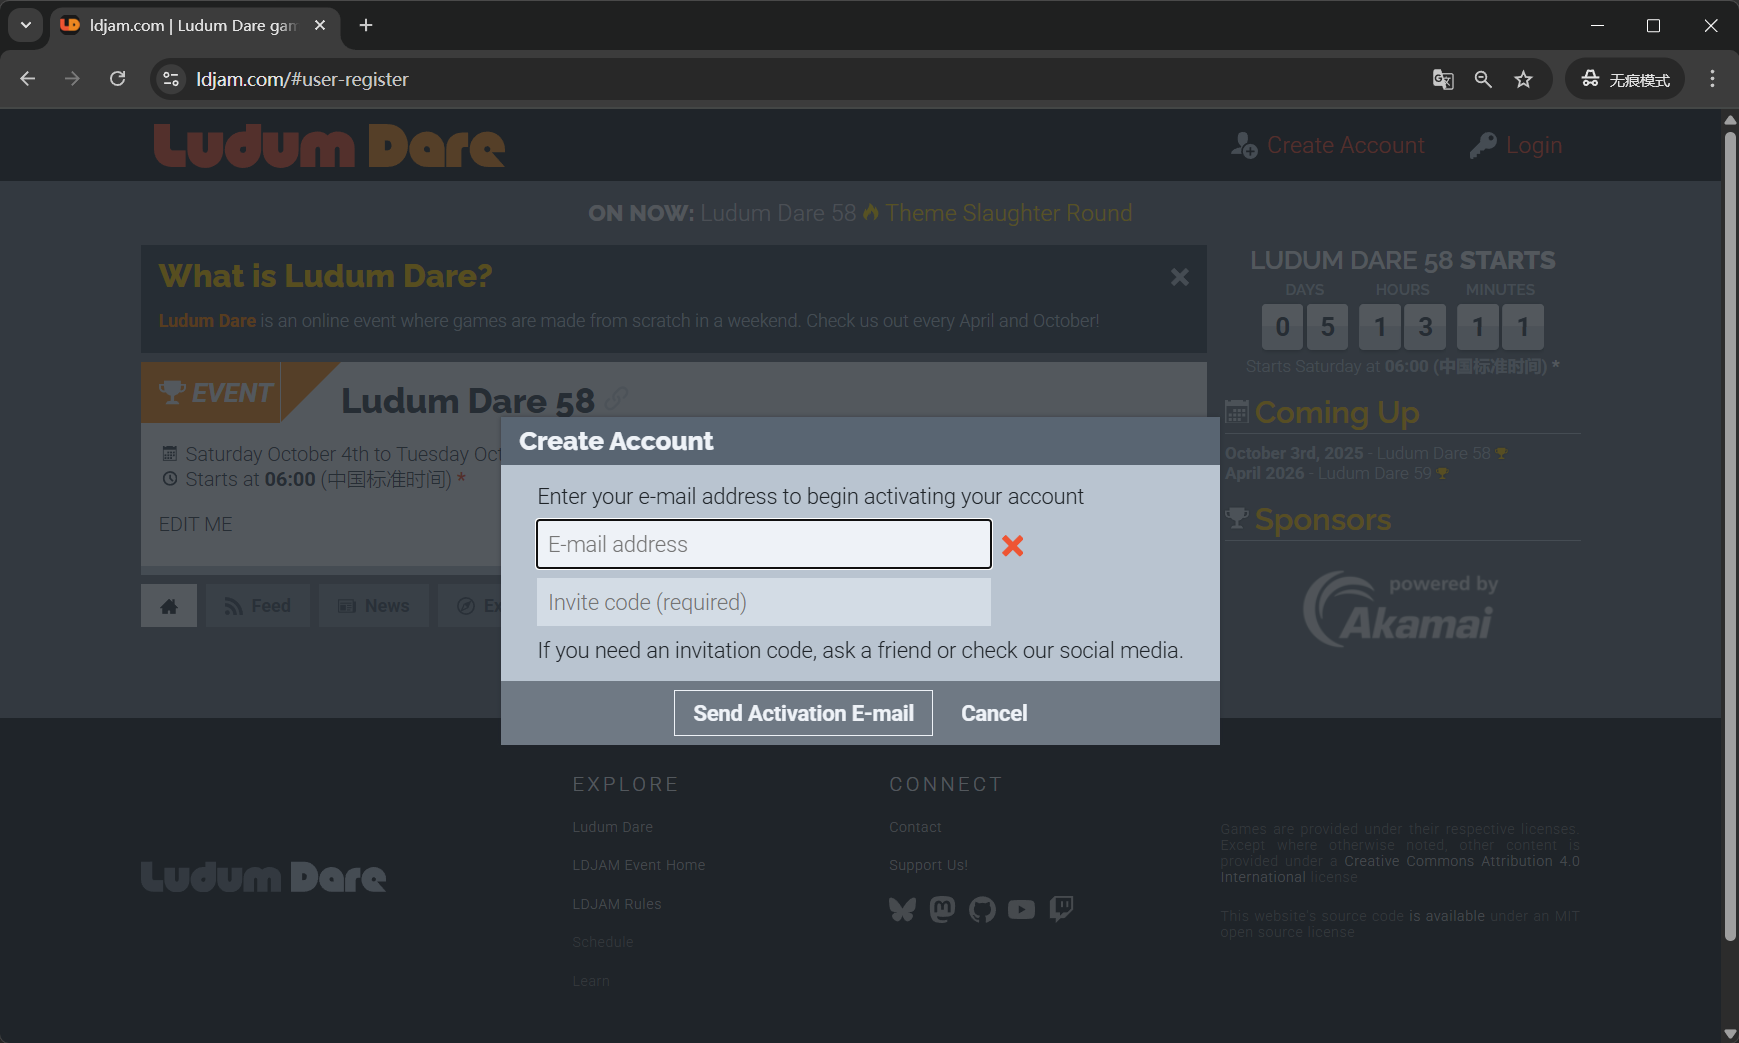 ldjam.com | Ludum Dare gam
ldjam.com/#user-register
无痕模式
Ludum Dare
Create Account
Login
ON NOW: Ludum Dare 58 Theme Slaughter Round
What is Ludum Dare?
Ludum Dare is an online event where games are made from scratch in a weekend. Check us out every April and October!
LUDUM DARE 58 STARTS
DAYS HOURS MINUTES
0 5 1 3 1 1
Starts Saturday at 06:00 (中国标准时间) *
EVENT
Ludum Dare 58
Saturday October 4th to Tuesday Oct
Starts at 06:00 (中国标准时间) *
EDIT ME
Feed
News
Ex
Coming Up
October 3rd, 2025 - Ludum Dare 58
April 2026 - Ludum Dare 59
Sponsors
powered by
Akamai
Create Account
Enter your e-mail address to begin activating your account
E-mail address
Invite code (required)
If you need an invitation code, ask a friend or check our social media.
Send Activation E-mail
Cancel
Ludum Dare
EXPLORE
Ludum Dare
LDJAM Event Home
LDJAM Rules
Schedule
Learn
CONNECT
Contact
Support Us!
Games are provided under their respective licenses.
Except where otherwise noted, other content is
provided under a Creative Commons Attribution 4.0
International license
This website's source code is available under an MIT
open source license